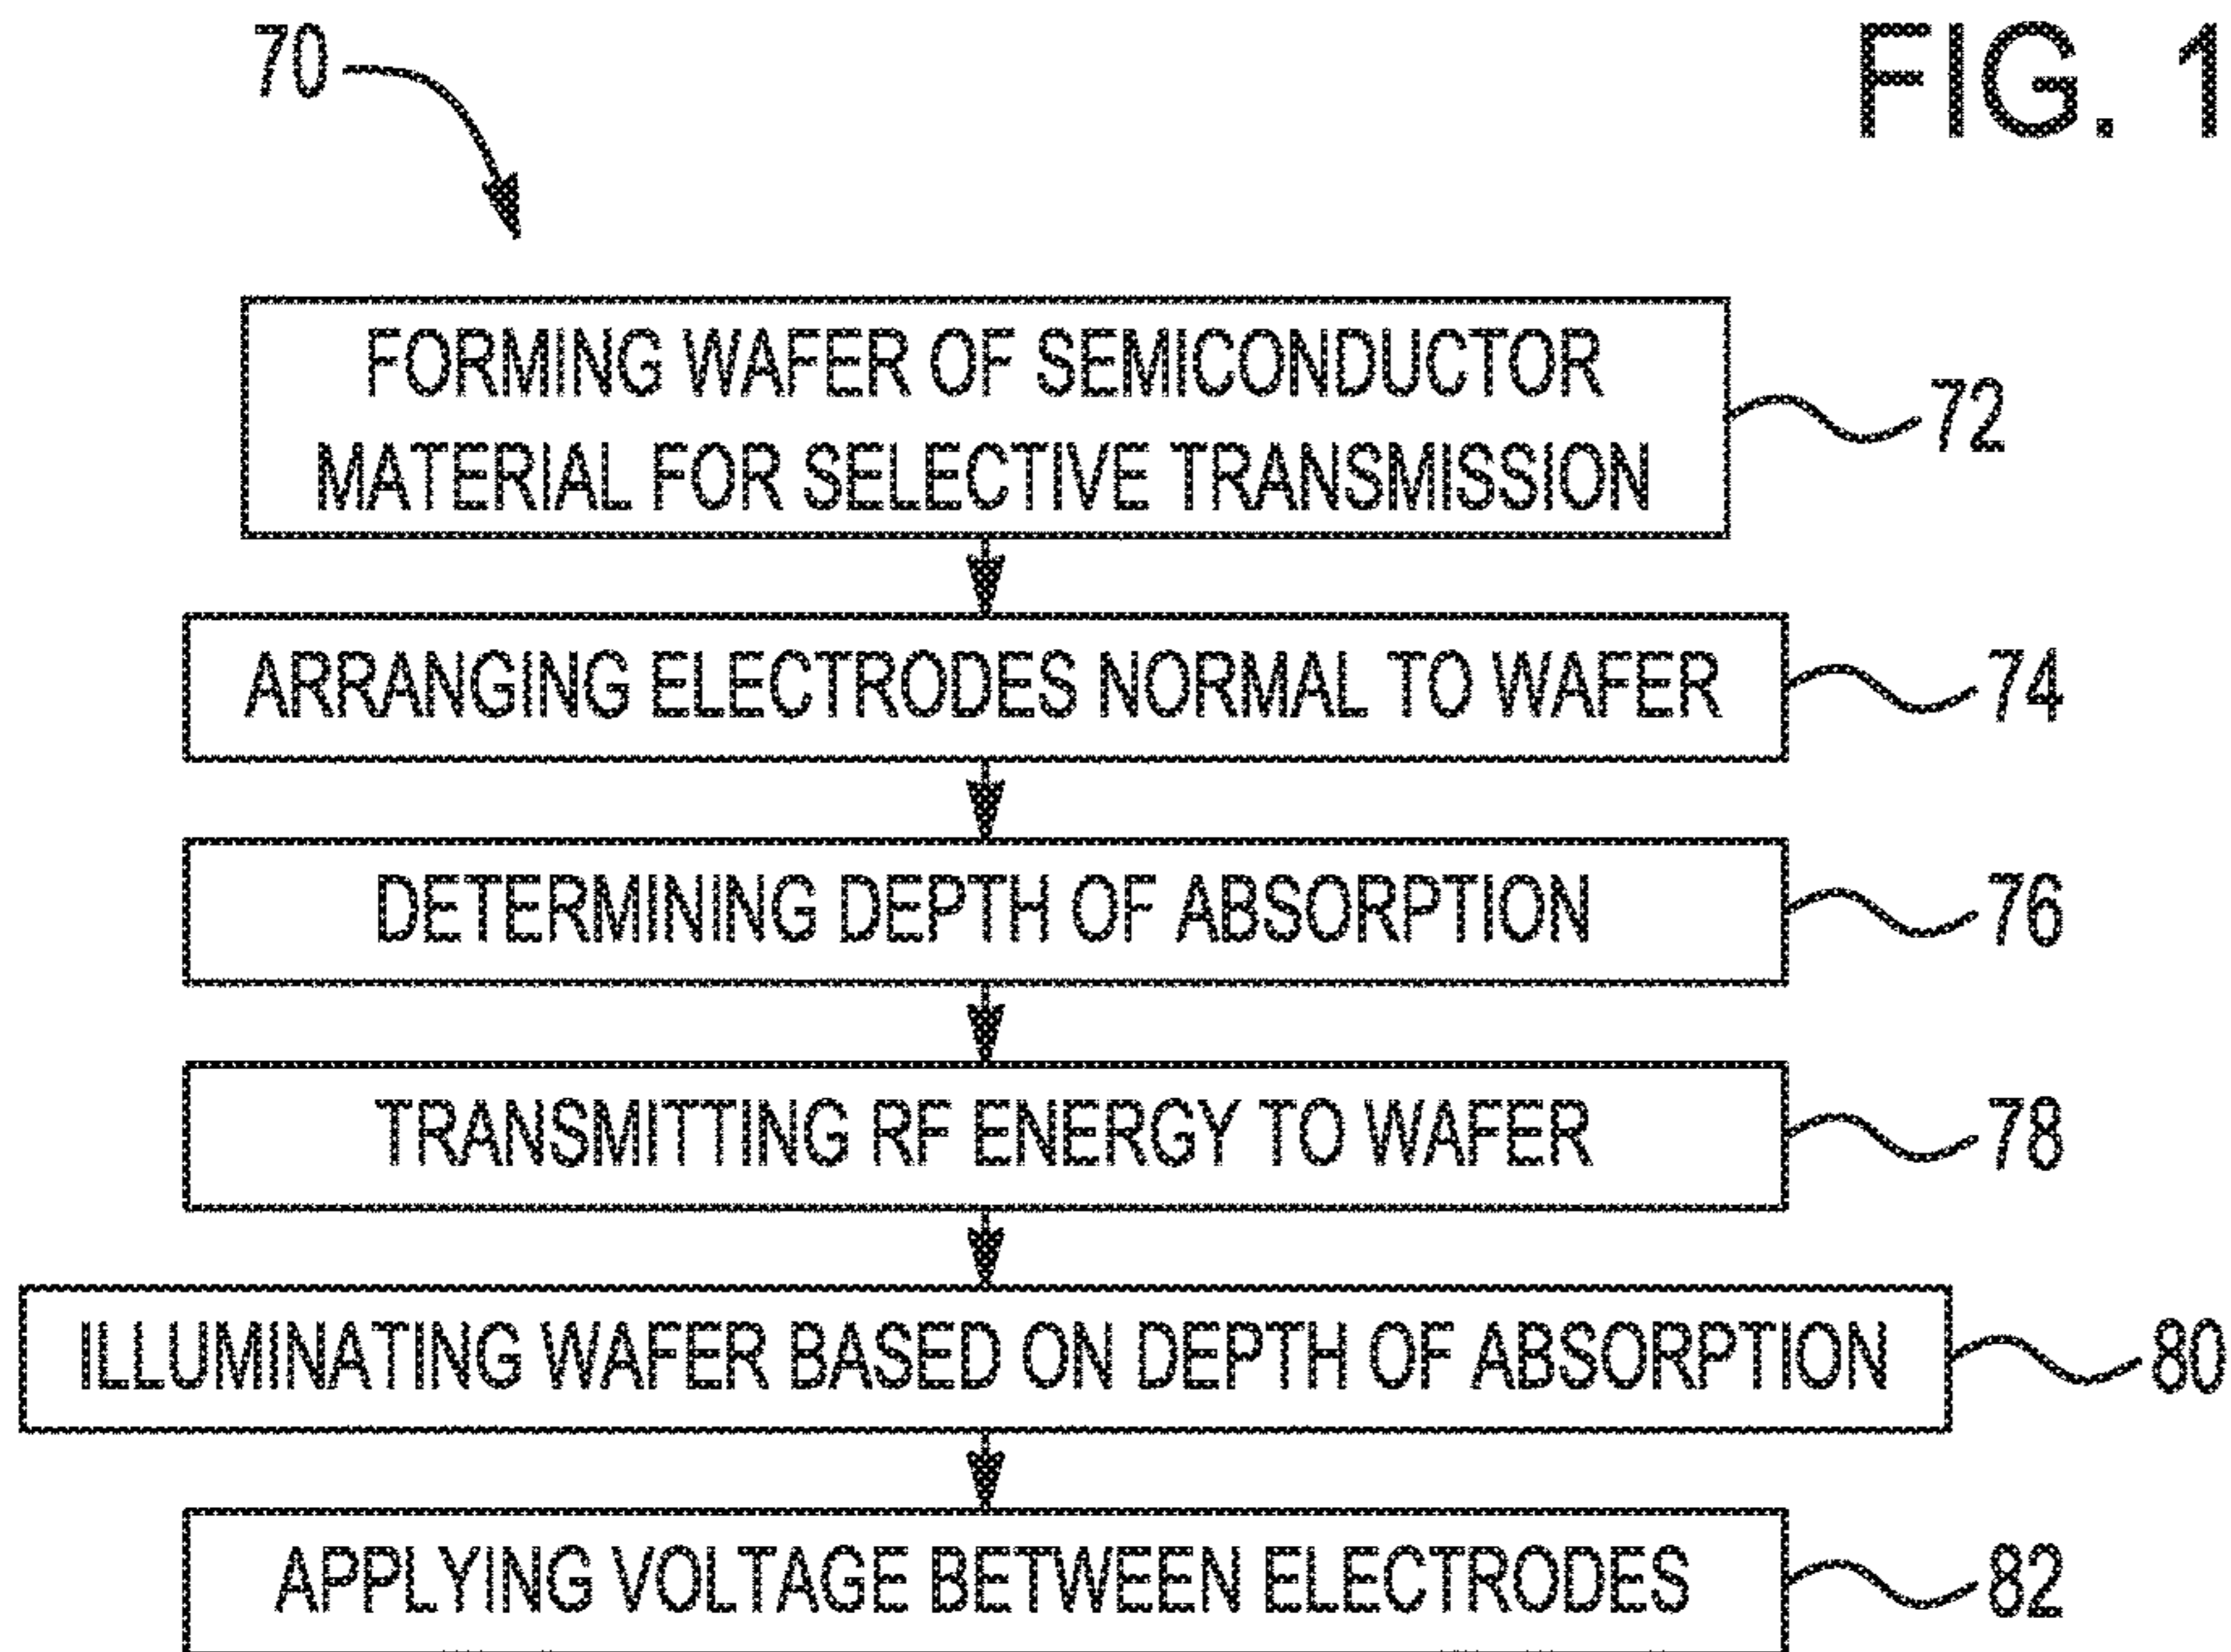 70
FIG. 1
FORMING WAFER OF SEMICONDUCTOR
MATERIAL FOR SELECTIVE TRANSMISSION
72
ARRANGING ELECTRODES NORMAL TO WAFER
74
DETERMINING DEPTH OF ABSORPTION
76
TRANSMITTING RF ENERGY TO WAFER
78
ILLUMINATING WAFER BASED ON DEPTH OF ABSORPTION
80
APPLYING VOLTAGE BETWEEN ELECTRODES
82